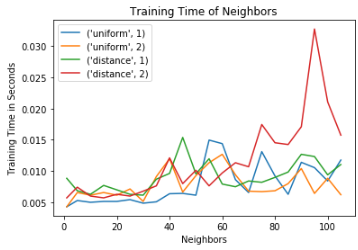 Training Time of Neighbors
('uniform', 1)
('uniform', 2)
('distance', 1)
('distance', 2)
Training Time in Seconds
0.030
0.025
0.020
0.015
0.010
0.005
0 20 40 60 80 100
Neighbors